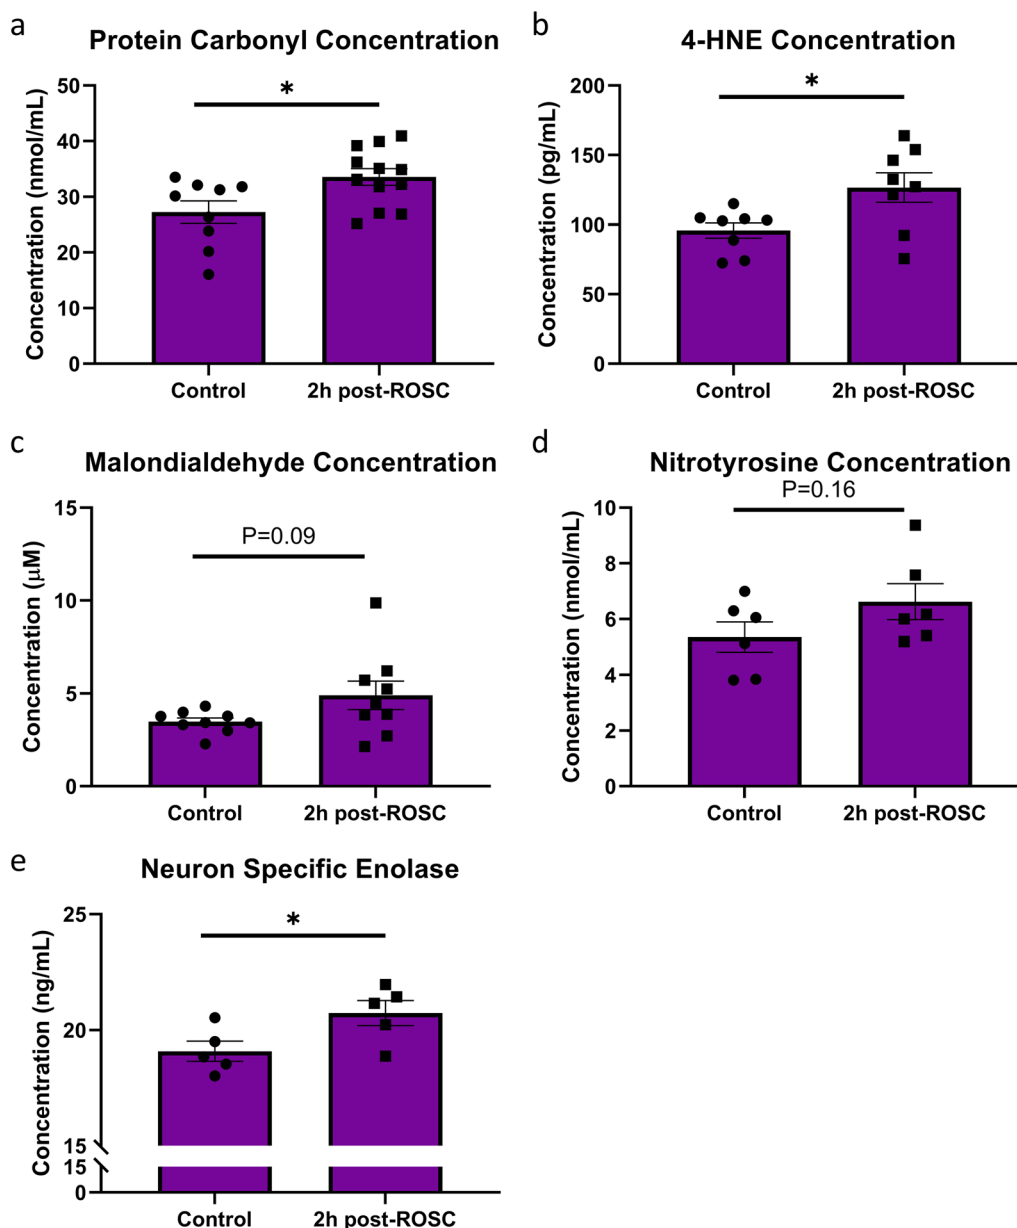 a
Protein Carbonyl Concentration
Concentration (nmol/mL)
50
40
30
20
10
0
*
Control
2h post-ROSC
b
4-HNE Concentration
Concentration (pg/mL)
200
150
100
50
0
*
Control
2h post-ROSC
c
Malondialdehyde Concentration
Concentration (μM)
15
10
5
0
P=0.09
Control
2h post-ROSC
d
Nitrotyrosine Concentration
P=0.16
Concentration (nmol/mL)
10
8
6
4
2
0
Control
2h post-ROSC
e
Neuron Specific Enolase
Concentration (ng/mL)
25
20
15
15
0
*
Control
2h post-ROSC